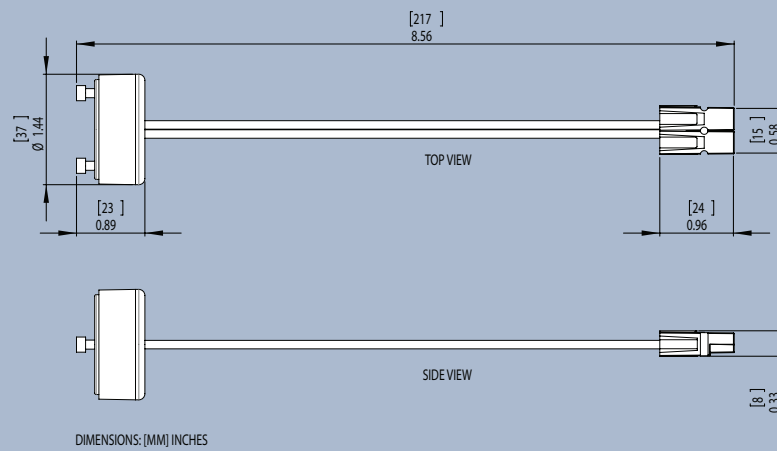 [217 ]
8.56
[37 ]
Ø 1.44
[15 ]
0.58
TOP VIEW
[23 ]
0.89
[24 ]
0.96
SIDE VIEW
[8 ]
0.33
DIMENSIONS: [MM] INCHES